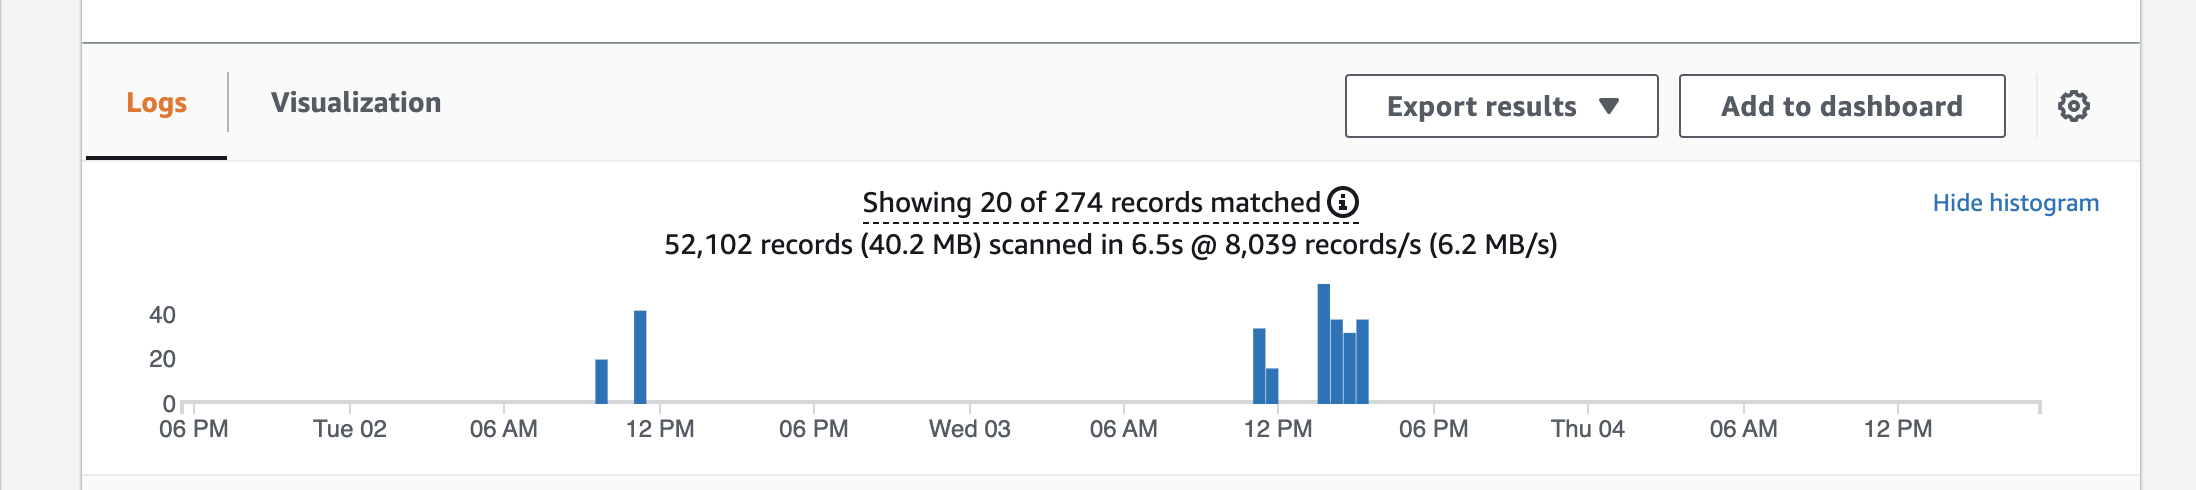 Logs Visualization Export results Add to dashboard
Showing 20 of 274 records matched
Hide histogram
52,102 records (40.2 MB) scanned in 6.5s @ 8,039 records/s (6.2 MB/s)
40
20
0
06 PM Tue 02 06 AM 12 PM 06 PM Wed 03 06 AM 12 PM 06 PM Thu 04 06 AM 12 PM